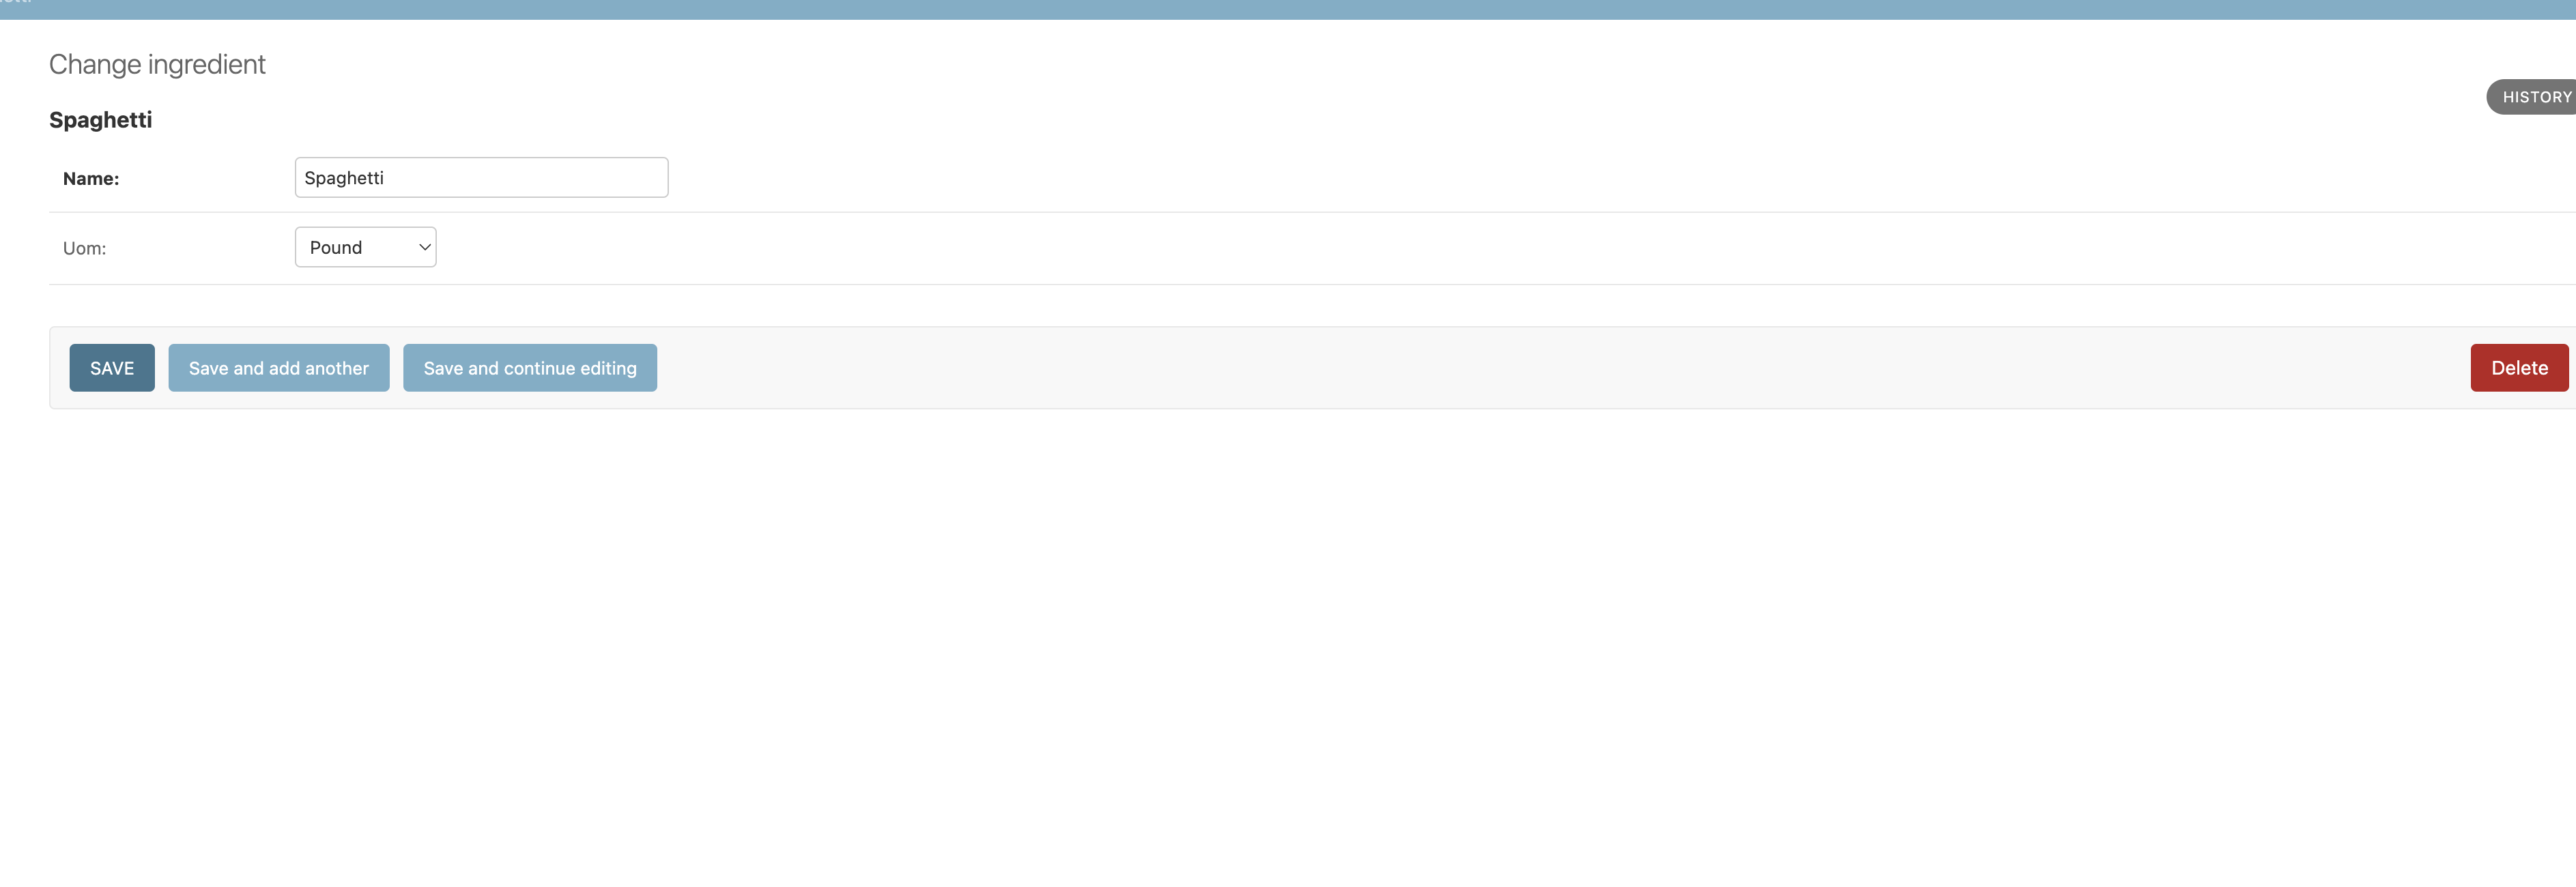 Change ingredient
HISTORY
Spaghetti
Name: Spaghetti
Uom: Pound
SAVE Save and add another Save and continue editing Delete